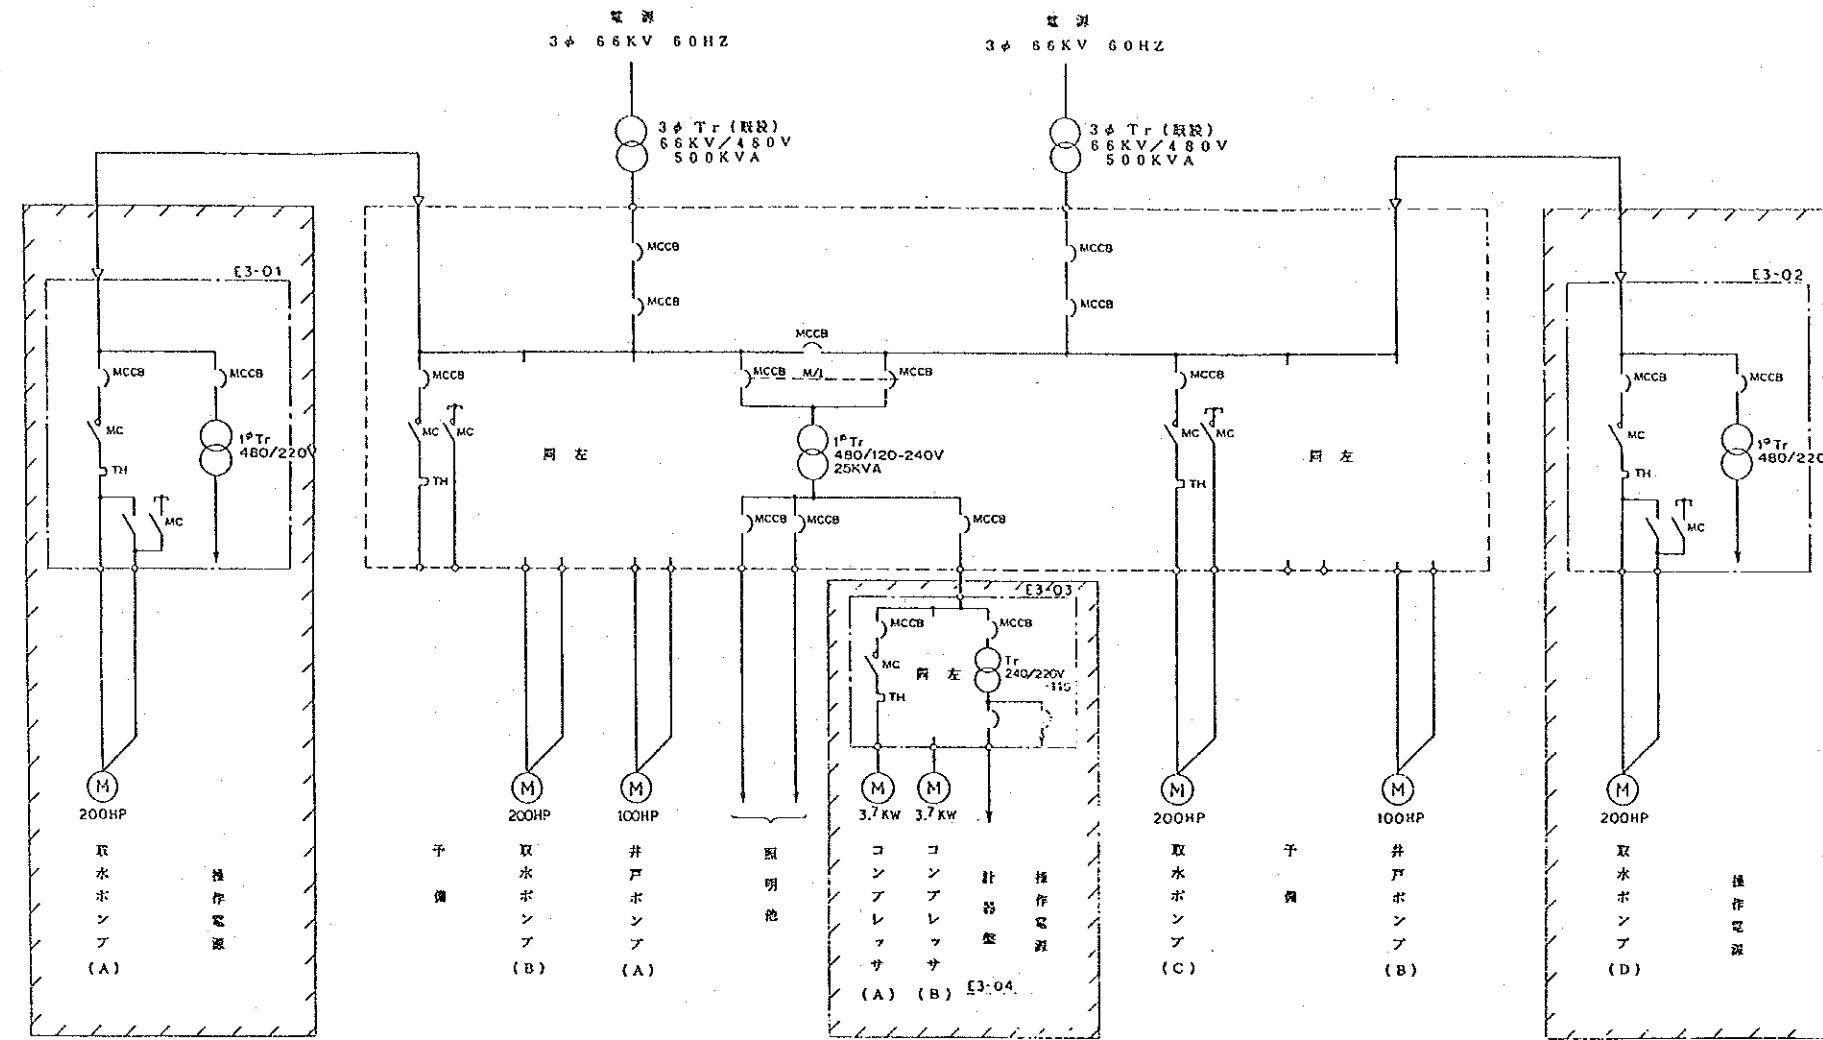 電源
3φ 66KV 60HZ
電源
3φ 66KV 60HZ
3φ Tr (既設)
66KV/480V
500KVA
3φ Tr (既設)
66KV/480V
500KVA
E3-01
MCCB
MCCB
MC
TH
MC
1φTr
480/220V
MCCB
MCCB
MCCB
MCCB
MCCB
M/I
MCCB
MCCB
MCCB
MC
MC
TH
同左
1φTr
480/120-240V
25KVA
MCCB
MCCB
MCCB
MCCB
MC
MC
TH
同左
E3-02
MCCB
MCCB
MC
TH
MC
1φTr
480/220
E3-03
MCCB
MCCB
MC
TH
同左
Tr
240/220V
-115
M
200HP
M
200HP
M
100HP
M
3.7KW
M
3.7KW
M
200HP
M
100HP
M
200HP
取水ポンプ(A)
操作電源
予備
取水ポンプ(B)
井戸ポンプ(A)
照明他
コンプレッサ(A)
コンプレッサ(B)
計器盤
E3-04
操作電源
取水ポンプ(C)
予備
井戸ポンプ(B)
取水ポンプ(D)
操作電源